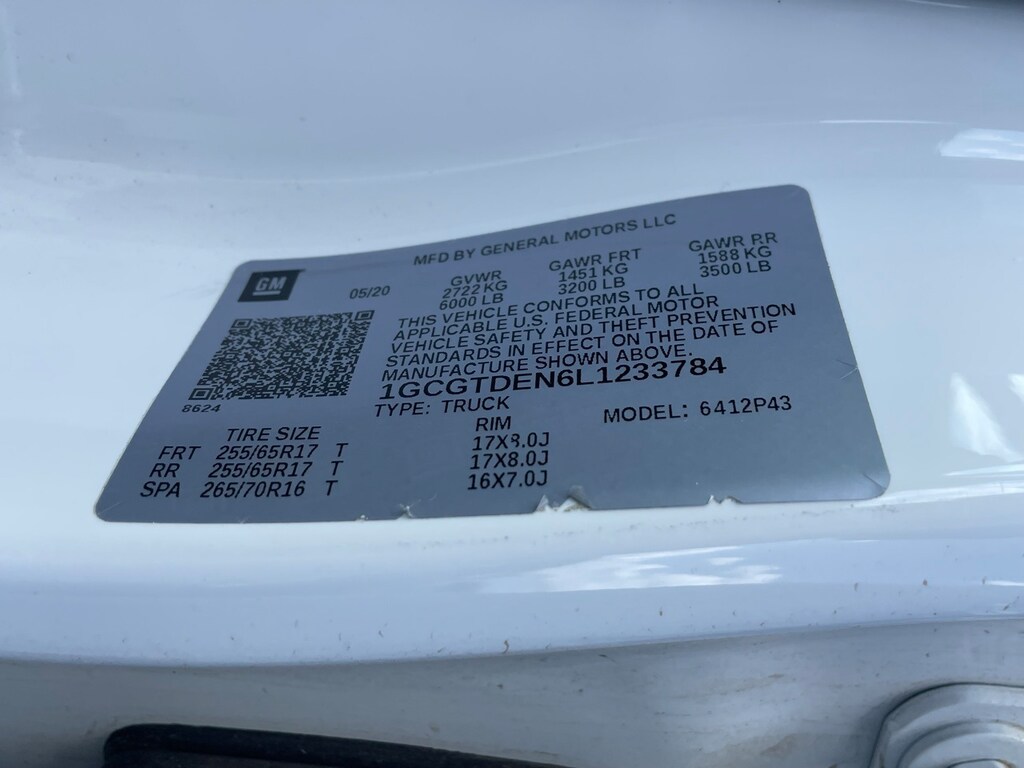 MFD BY GENERAL MOTORS LLC
GM
05/20
GVWR GAWR FRT GAWR RR
2722 KG 1451 KG 1588 KG
6000 LB 3200 LB 3500 LB
THIS VEHICLE CONFORMS TO ALL
APPLICABLE U.S. FEDERAL MOTOR
VEHICLE SAFETY AND THEFT PREVENTION
STANDARDS IN EFFECT ON THE DATE OF
MANUFACTURE SHOWN ABOVE.
1GCGTDEN6L1233784
8624
TYPE: TRUCK MODEL: 6412P43
TIRE SIZE RIM
FRT 255/65R17 T 17X8.0J
RR 255/65R17 T 17X8.0J
SPA 265/70R16 T 16X7.0J